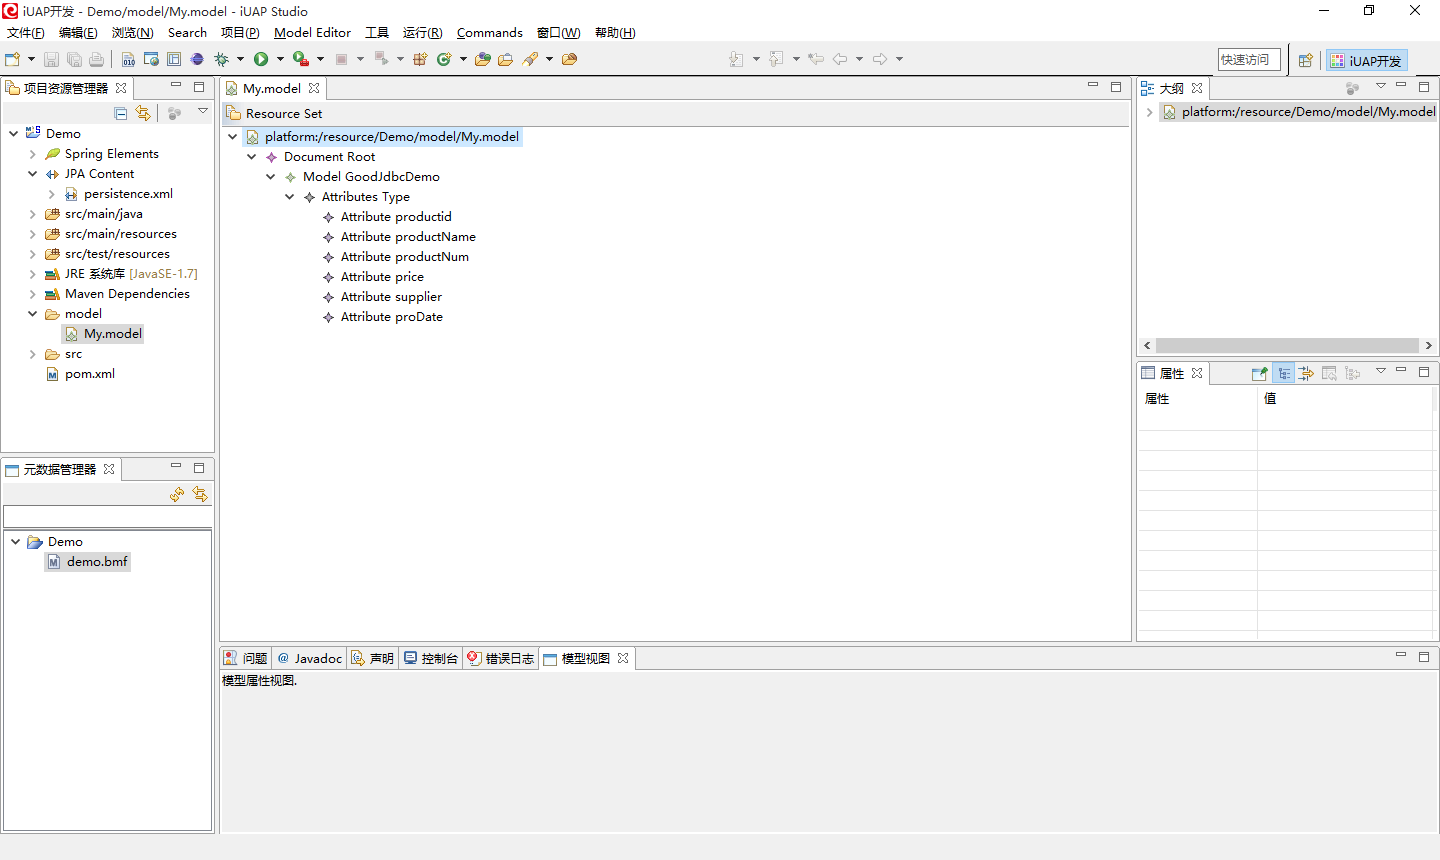 iUAP开发 - Demo/model/My.model - iUAP Studio
文件(F) 编辑(E) 浏览(N) Search 项目(P) Model Editor 工具 运行(R) Commands 窗口(W) 帮助(H)
快速访问 iUAP开发
项目资源管理器
Demo
Spring Elements
JPA Content
persistence.xml
src/main/java
src/main/resources
src/test/resources
JRE 系统库 [JavaSE-1.7]
Maven Dependencies
model
My.model
src
pom.xml
元数据管理器
Demo
demo.bmf
My.model
Resource Set
platform:/resource/Demo/model/My.model
Document Root
Model GoodJdbcDemo
Attributes Type
Attribute productid
Attribute productName
Attribute productNum
Attribute price
Attribute supplier
Attribute proDate
大纲
platform:/resource/Demo/model/My.model
属性
属性 值
问题 @ Javadoc 声明 控制台 错误日志 模型视图
模型属性视图.